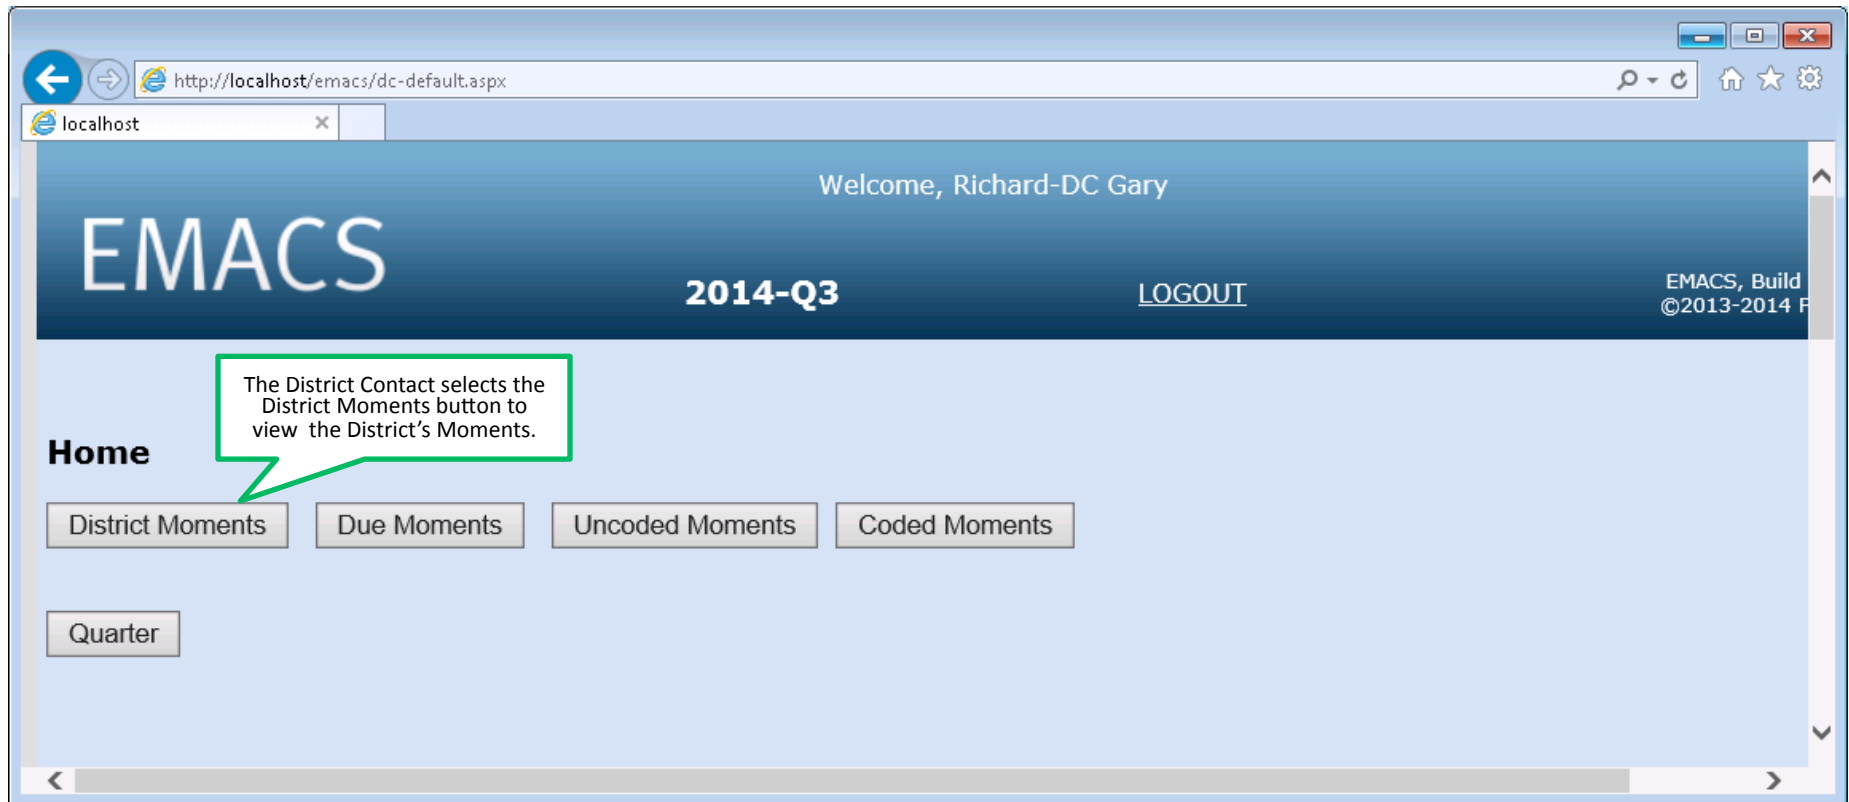 http://localhost/emacs/dc-default.aspx
localhost
Welcome, Richard-DC Gary
EMACS
2014-Q3
LOGOUT
EMACS, Build
©2013-2014 F
The District Contact selects the
District Moments button to
view the District’s Moments.
Home
District Moments
Due Moments
Uncoded Moments
Coded Moments
Quarter